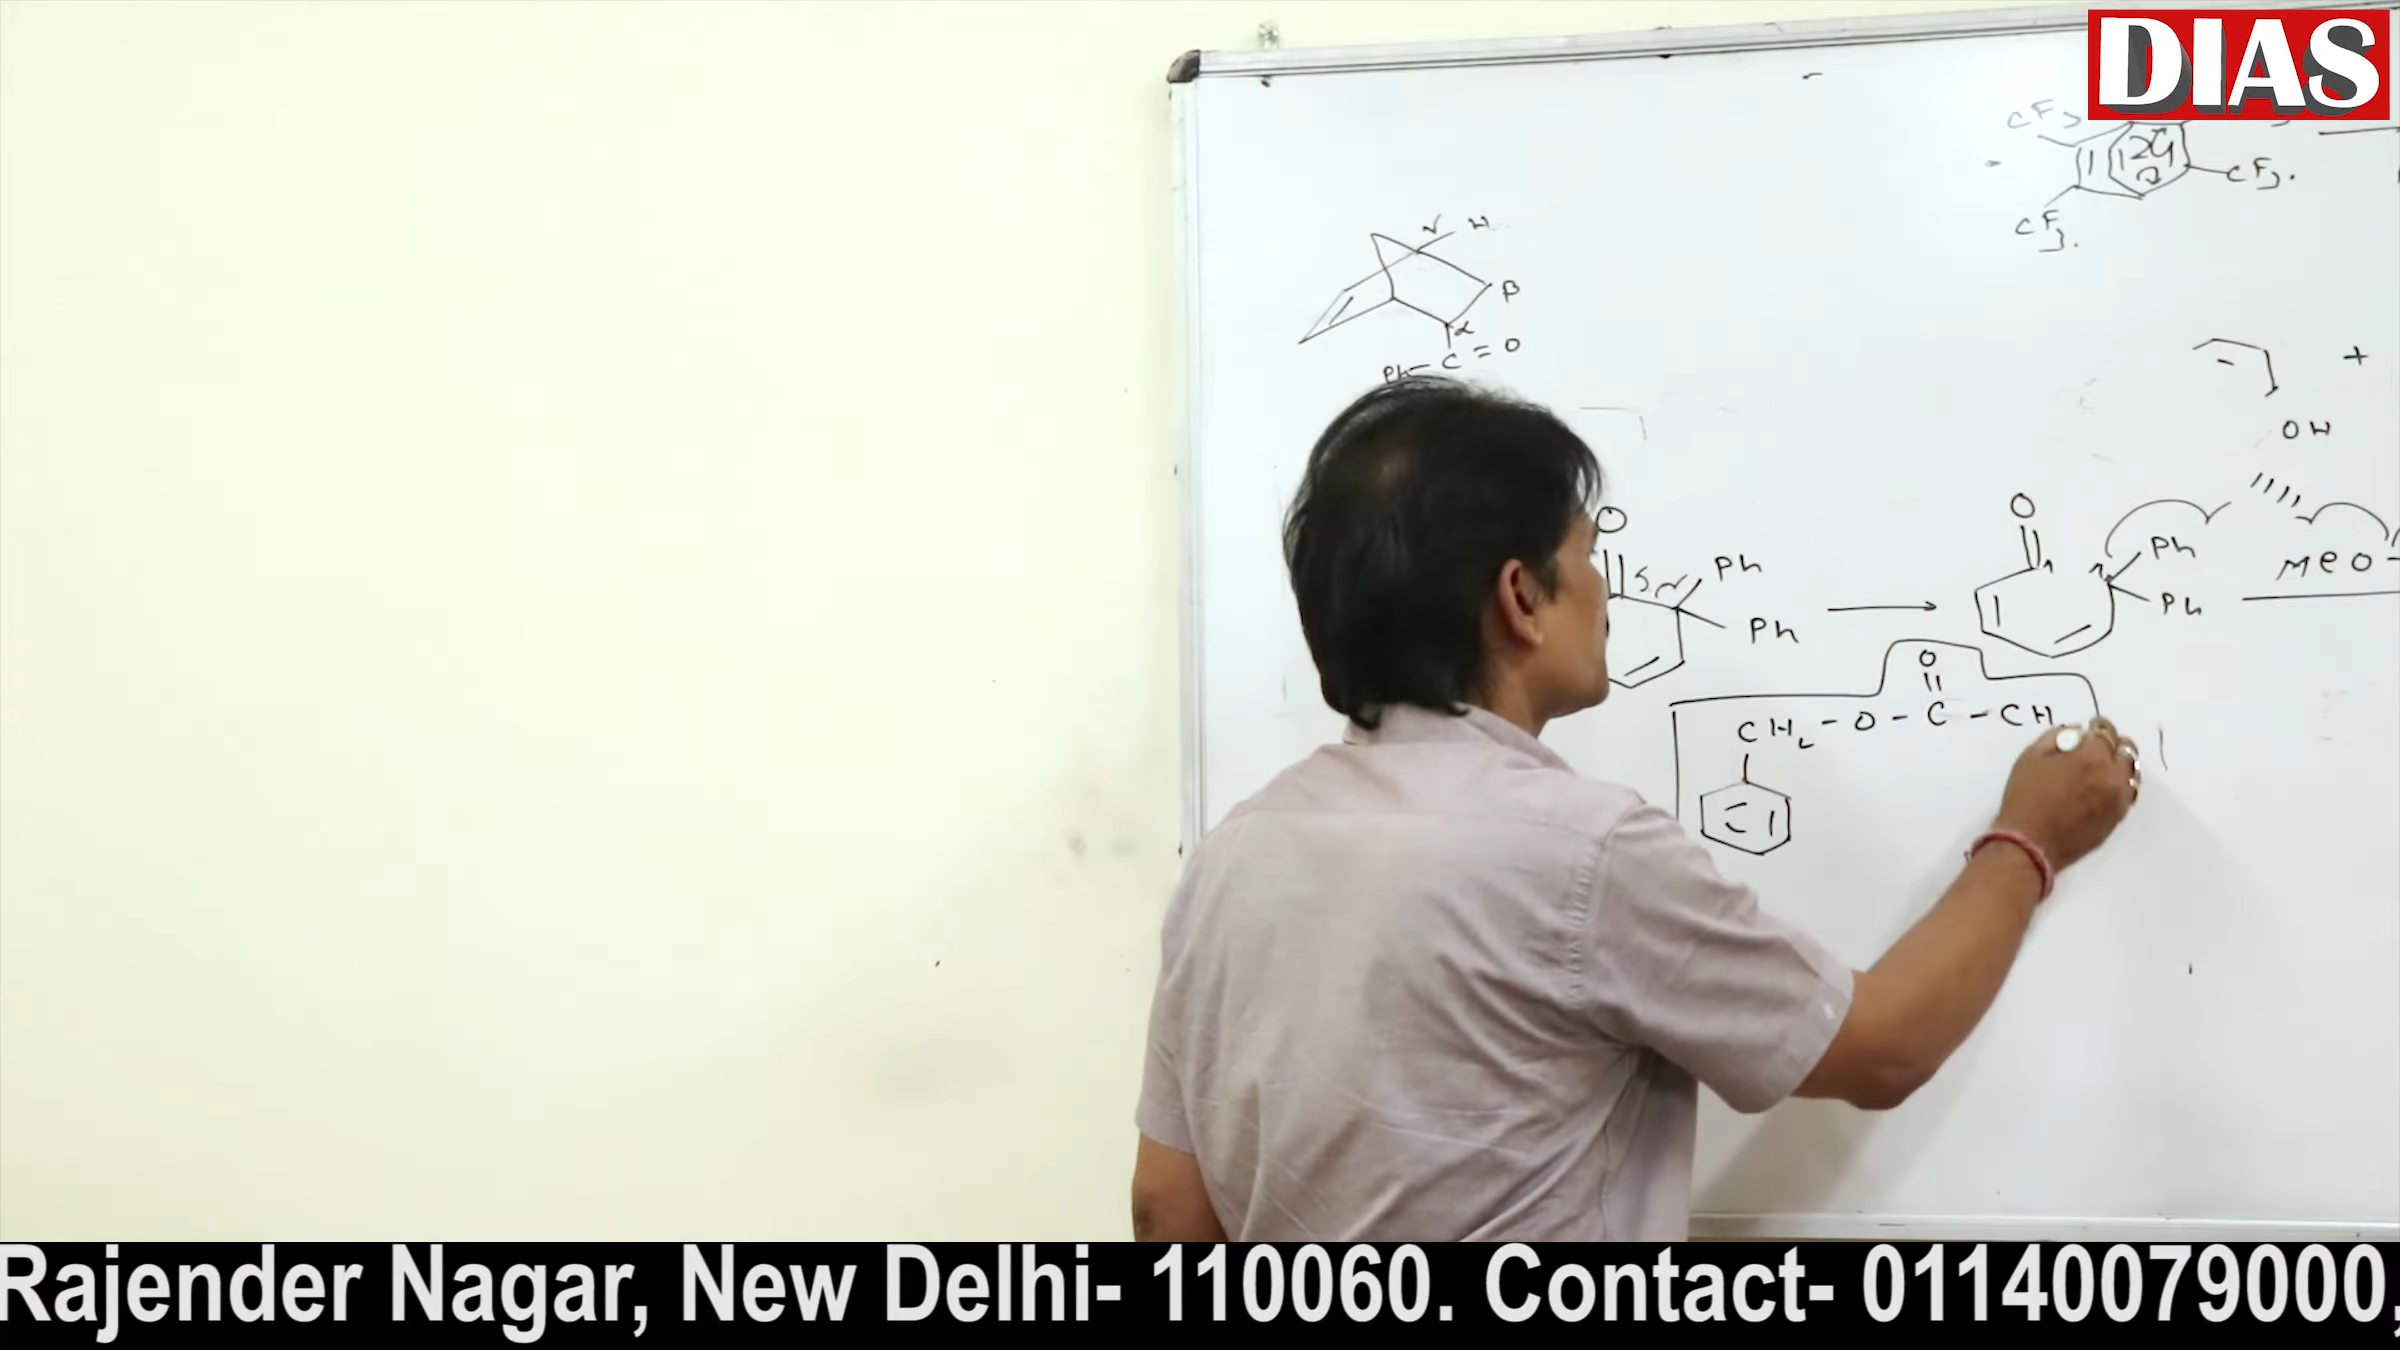 DIAS
CF3
CF3.
CF3.
γ H
β
α
Ph-C=O
+
OH
O
O
Ph
Ph
Ph
Ph
MeO-
O
CH2-O-C-CH
Rajender Nagar, New Delhi- 110060. Contact- 01140079000,